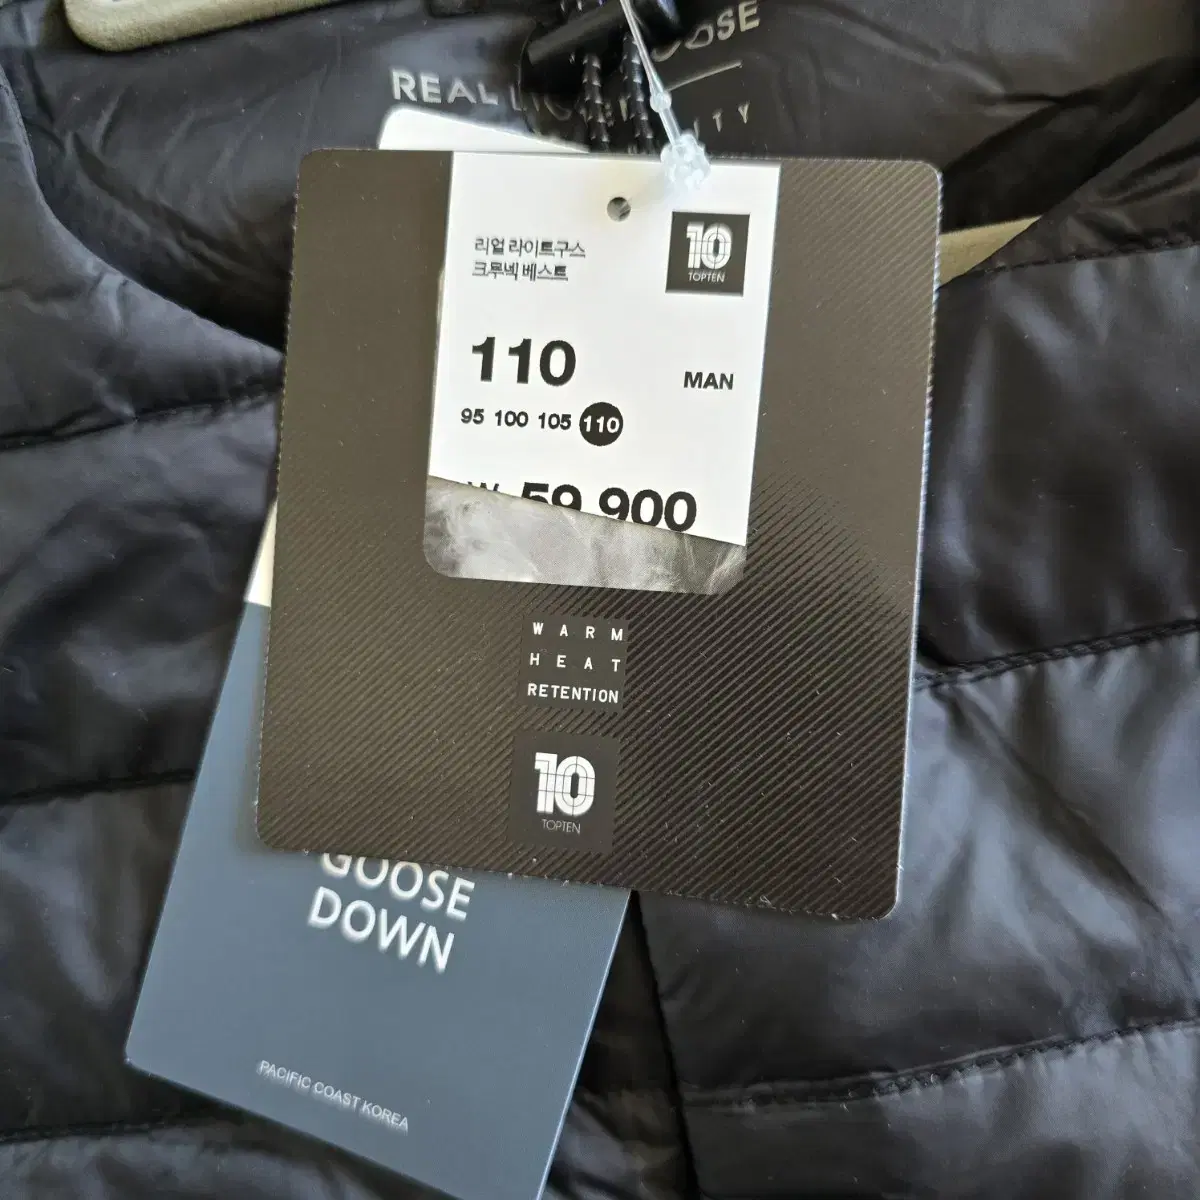 REAL
리얼 라이트구스
크루넥 베스트
10
TOPTEN
110
MAN
95 100 105 110
₩ 59,900
WARM
HEAT
RETENTION
10
TOPTEN
GOOSE
DOWN
PACIFIC COAST KOREA